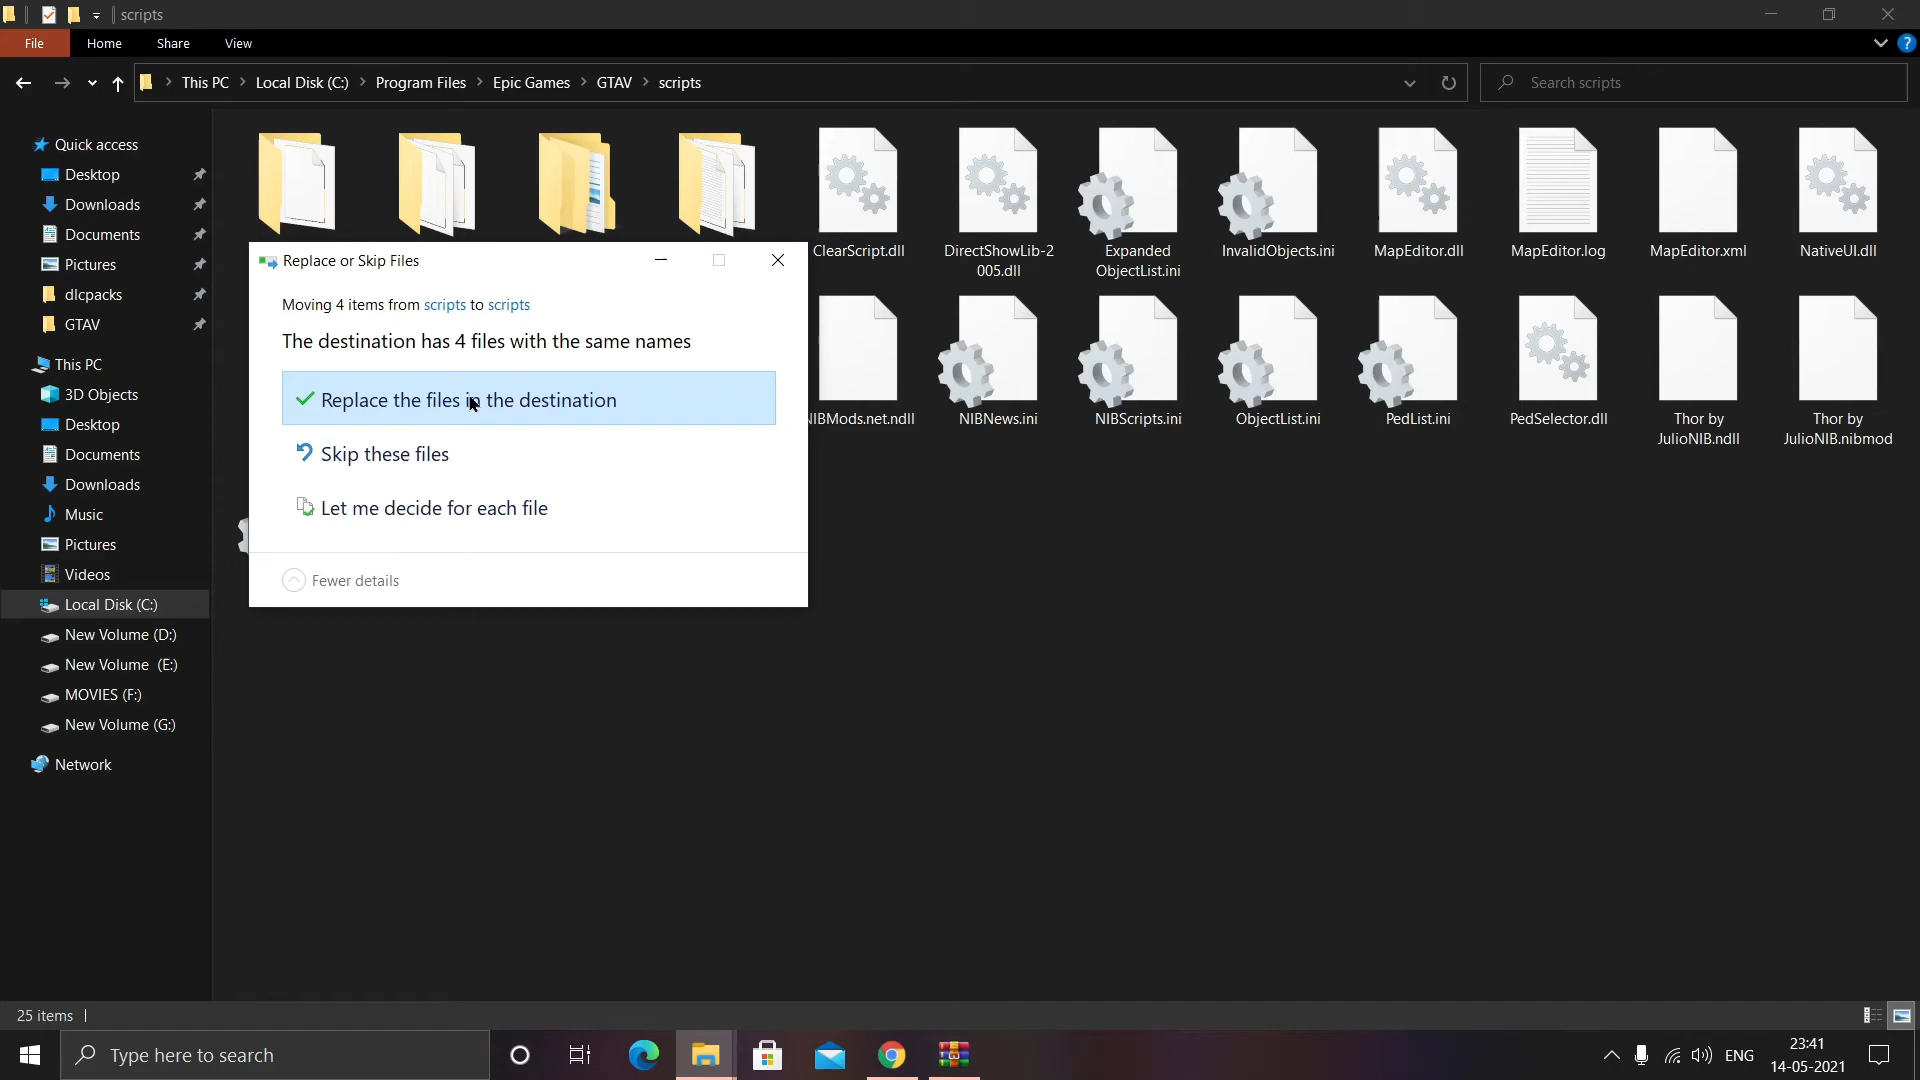 scripts
File Home Share View
This PC Local Disk (C:) Program Files Epic Games GTAV scripts
Search scripts
Quick access
Desktop
Downloads
Documents
Pictures
dlcpacks
GTAV
This PC
3D Objects
Desktop
Documents
Downloads
Music
Pictures
Videos
Local Disk (C:)
New Volume (D:)
New Volume (E:)
MOVIES (F:)
New Volume (G:)
Network
ClearScript.dll
DirectShowLib-2
005.dll
Expanded
ObjectList.ini
InvalidObjects.ini
MapEditor.dll
MapEditor.log
MapEditor.xml
NativeUI.dll
NIBMods.net.ndll
NIBNews.ini
NIBScripts.ini
ObjectList.ini
PedList.ini
PedSelector.dll
Thor by
JulioNIB.ndll
Thor by
JulioNIB.nibmod
Replace or Skip Files
Moving 4 items from scripts to scripts
The destination has 4 files with the same names
Replace the files in the destination
Skip these files
Let me decide for each file
Fewer details
25 items
Type here to search
ENG
23:41
14-05-2021